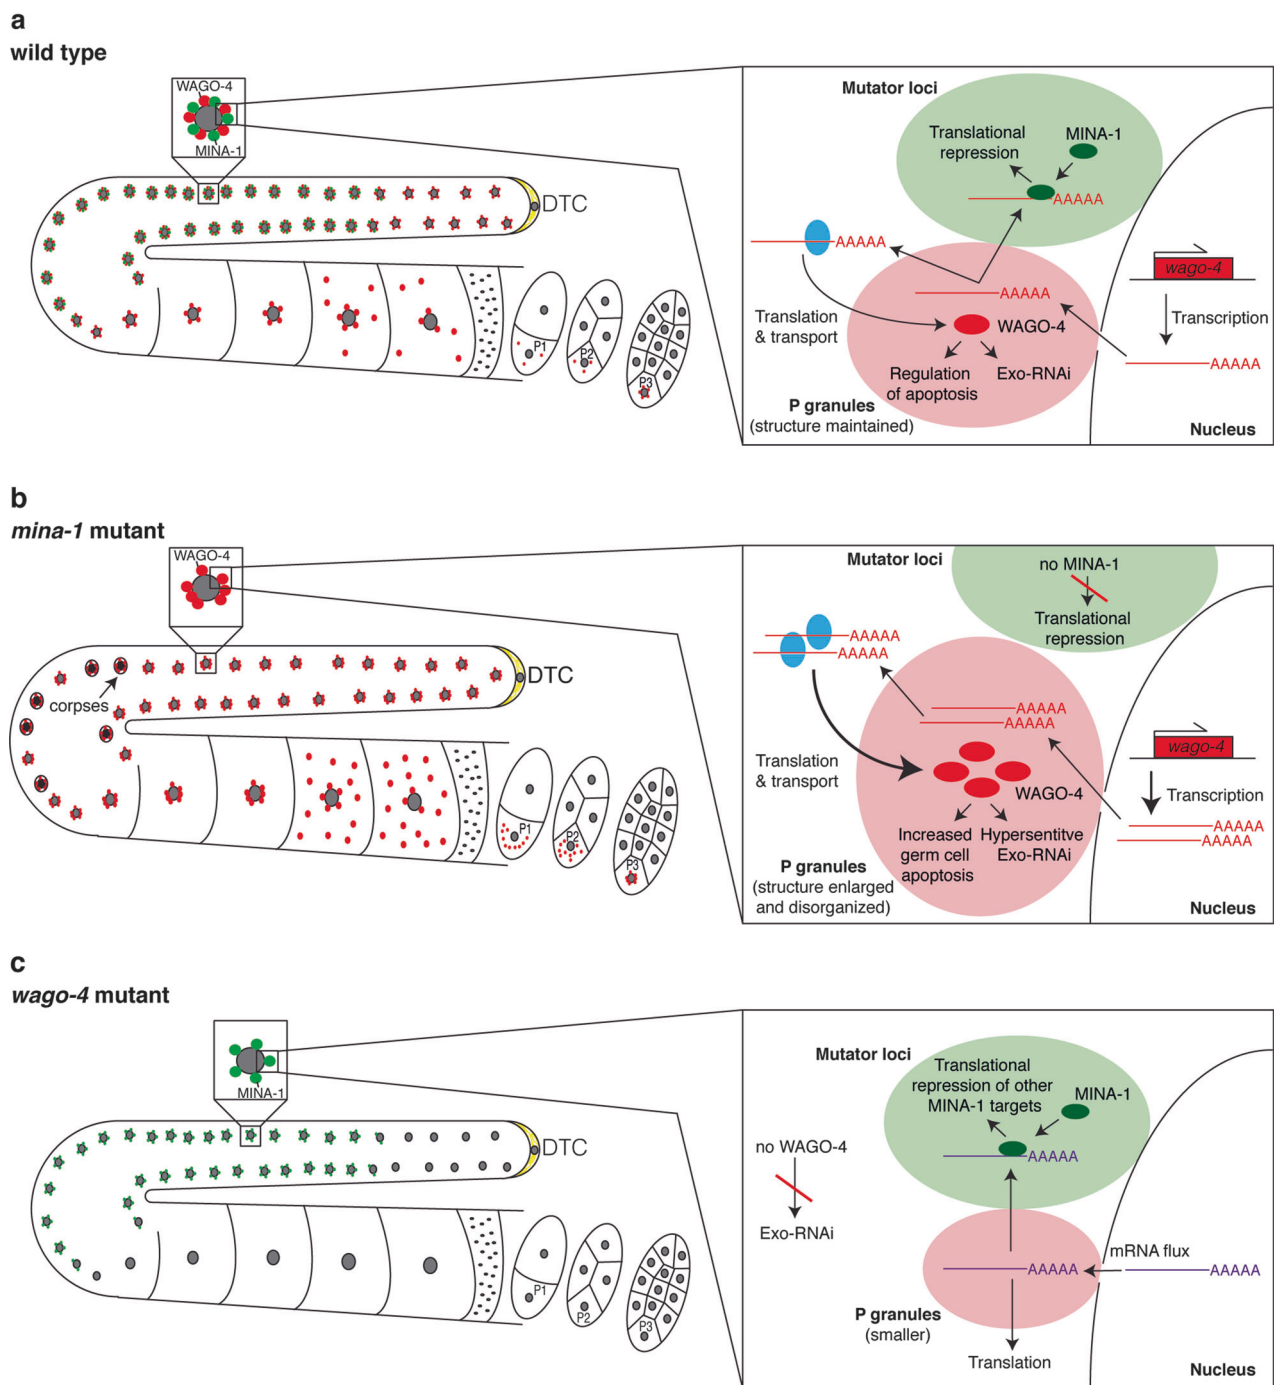 a
wild type
WAGO-4
MINA-1
DTC
P1
P2
P3
Mutator loci
Translational
repression
MINA-1
AAAAA
AAAAA
Translation
& transport
AAAAA
WAGO-4
Regulation
of apoptosis
Exo-RNAi
P granules
(structure maintained)
wago-4
Transcription
AAAAA
Nucleus
b
mina-1 mutant
WAGO-4
corpses
DTC
P1
P2
P3
Mutator loci
no MINA-1
Translational
repression
AAAAA
AAAAA
Translation
& transport
AAAAA
AAAAA
WAGO-4
Increased
germ cell
apoptosis
Hypersentitve
Exo-RNAi
P granules
(structure enlarged
and disorganized)
wago-4
Transcription
AAAAA
AAAAA
Nucleus
c
wago-4 mutant
MINA-1
DTC
P1
P2
P3
Mutator loci
Translational
repression of other
MINA-1 targets
MINA-1
AAAAA
no WAGO-4
Exo-RNAi
AAAAA
mRNA flux
AAAAA
P granules
(smaller)
Translation
Nucleus